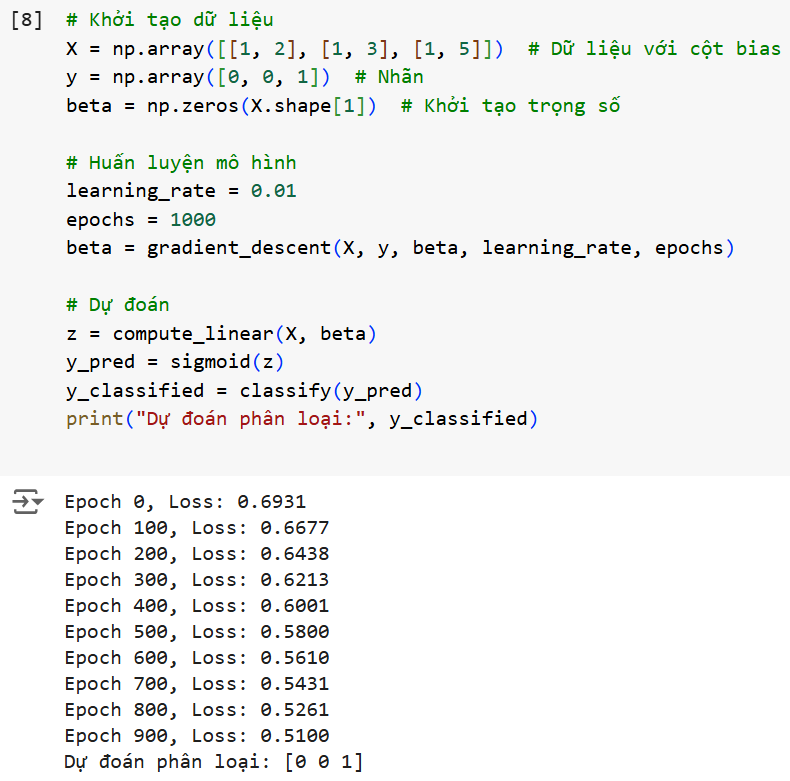 [8] # Khởi tạo dữ liệu
X = np.array([[1, 2], [1, 3], [1, 5]])  # Dữ liệu với cột bias
y = np.array([0, 0, 1])  # Nhãn
beta = np.zeros(X.shape[1])  # Khởi tạo trọng số
# Huấn luyện mô hình
learning_rate = 0.01
epochs = 1000
beta = gradient_descent(X, y, beta, learning_rate, epochs)
# Dự đoán
z = compute_linear(X, beta)
y_pred = sigmoid(z)
y_classified = classify(y_pred)
print("Dự đoán phân loại:", y_classified)
Epoch 0, Loss: 0.6931
Epoch 100, Loss: 0.6677
Epoch 200, Loss: 0.6438
Epoch 300, Loss: 0.6213
Epoch 400, Loss: 0.6001
Epoch 500, Loss: 0.5800
Epoch 600, Loss: 0.5610
Epoch 700, Loss: 0.5431
Epoch 800, Loss: 0.5261
Epoch 900, Loss: 0.5100
Dự đoán phân loại: [0 0 1]